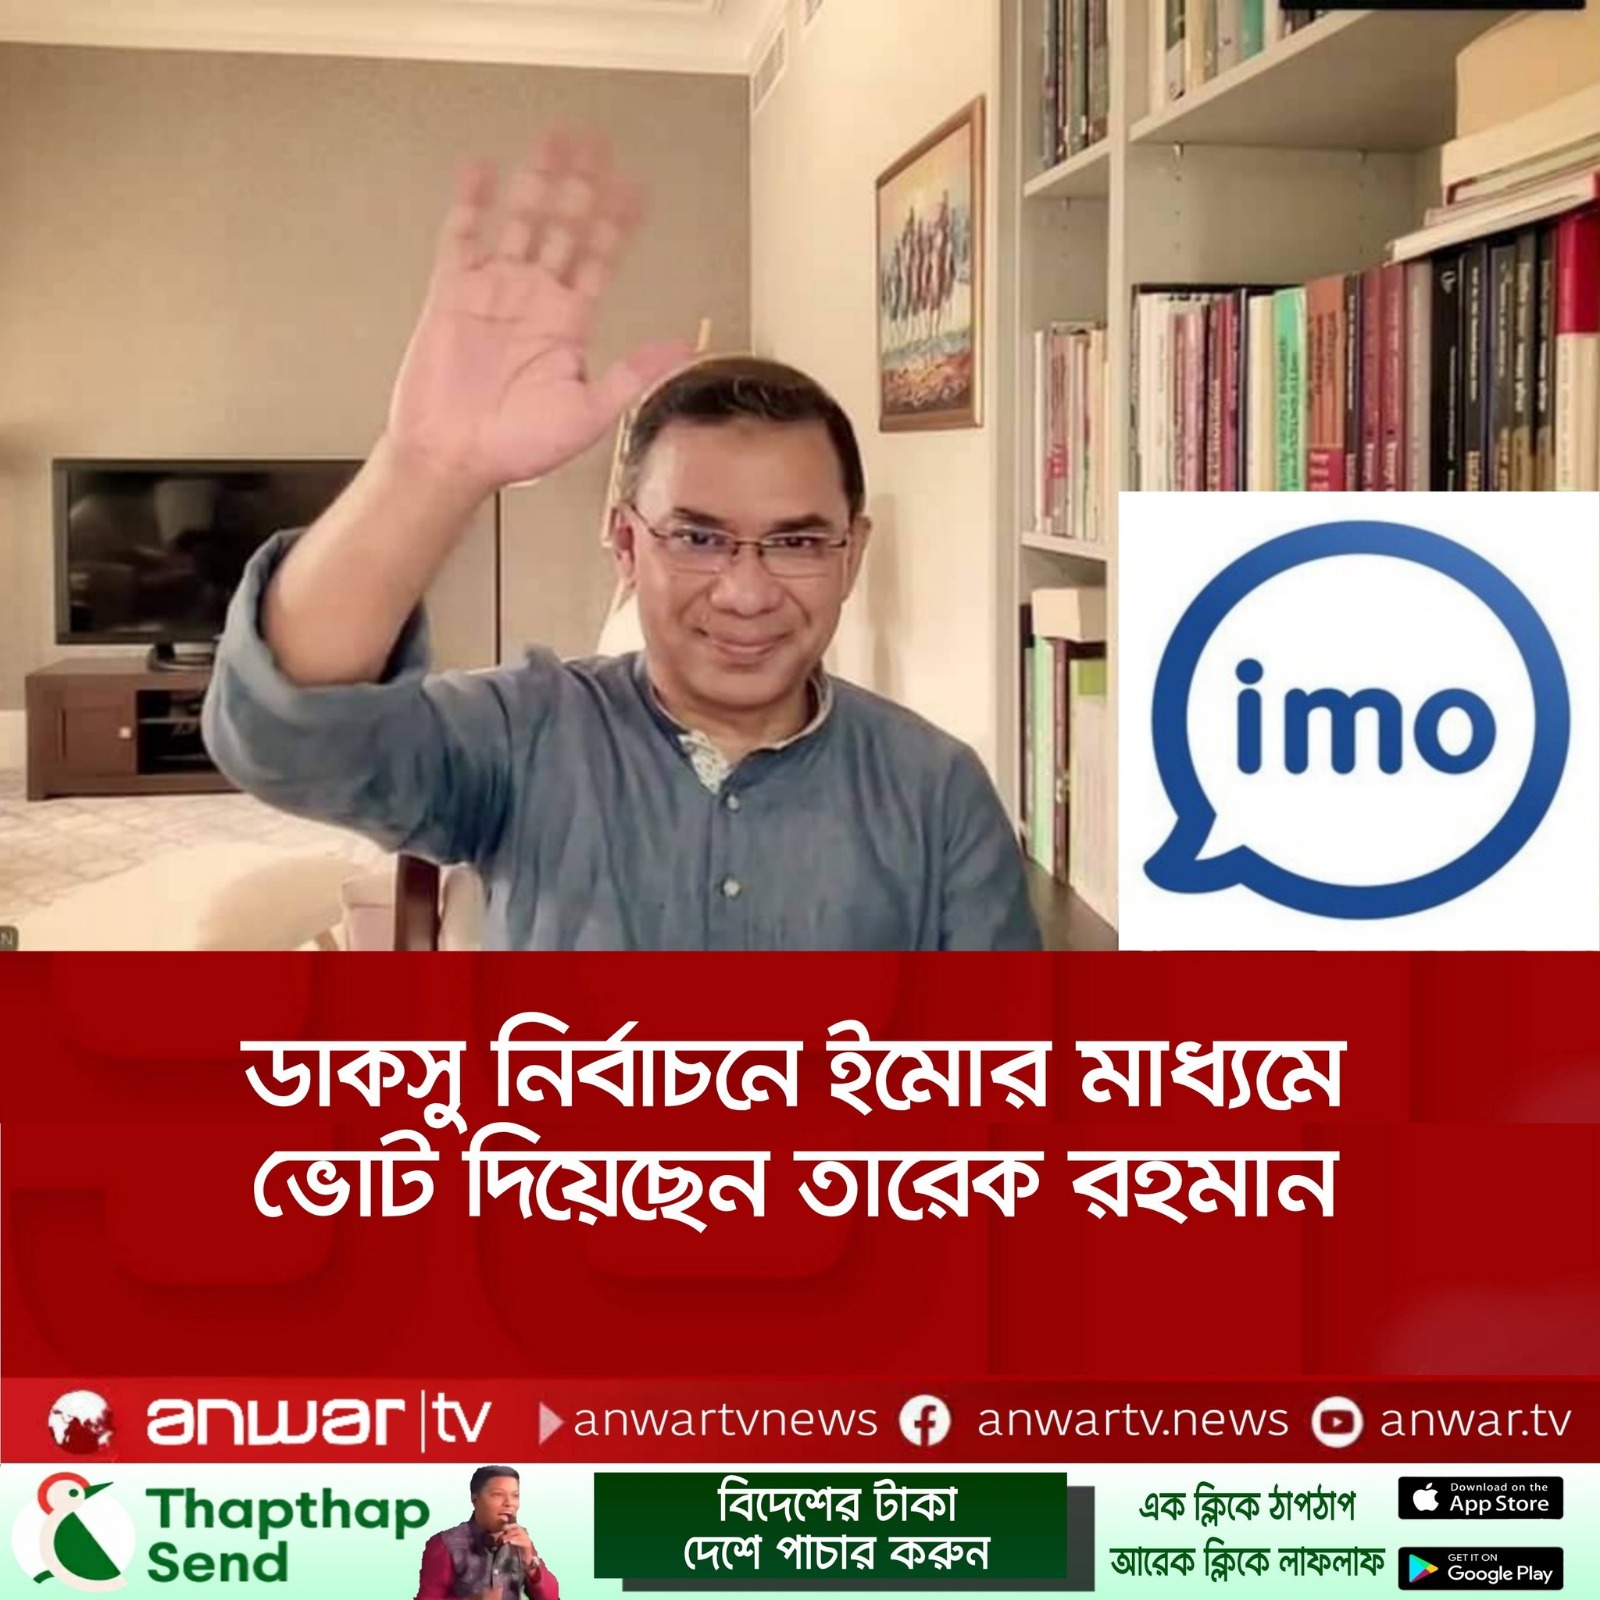 imo
N
ডাকসু নির্বাচনে ইমোর মাধ্যমে
ভোট দিয়েছেন তারেক রহমান
anwar|tv anwartvnews anwartv.news anwar.tv
Thapthap
Send
বিদেশের টাকা
দেশে পাচার করুন
এক ক্লিকে ঠাপঠাপ
আরেক ক্লিকে লাফলাফ
Download on the
App Store
GET IT ON
Google Play